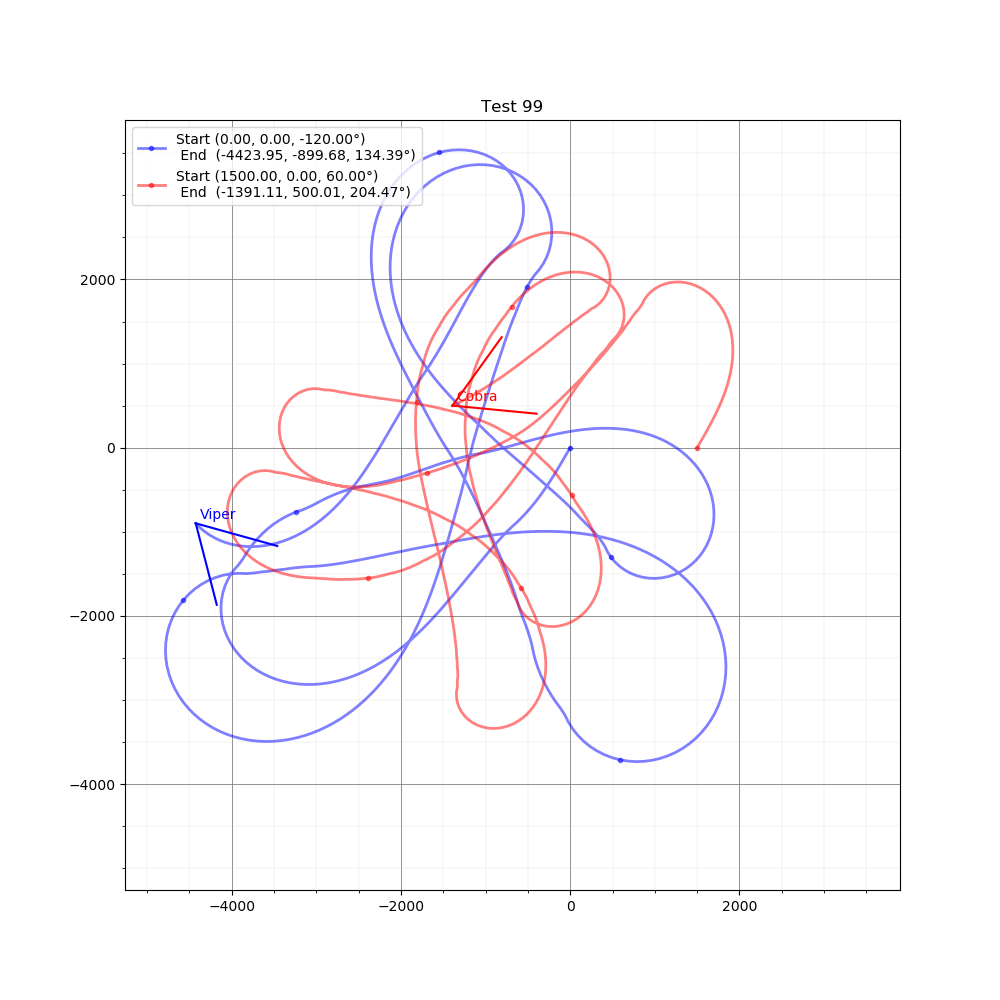 Test 99
Start (0.00, 0.00, -120.00°)
End (-4423.95, -899.68, 134.39°)
Start (1500.00, 0.00, 60.00°)
End (-1391.11, 500.01, 204.47°)
2000
Cobra
0
Viper
−2000
−4000
−4000 −2000 0 2000